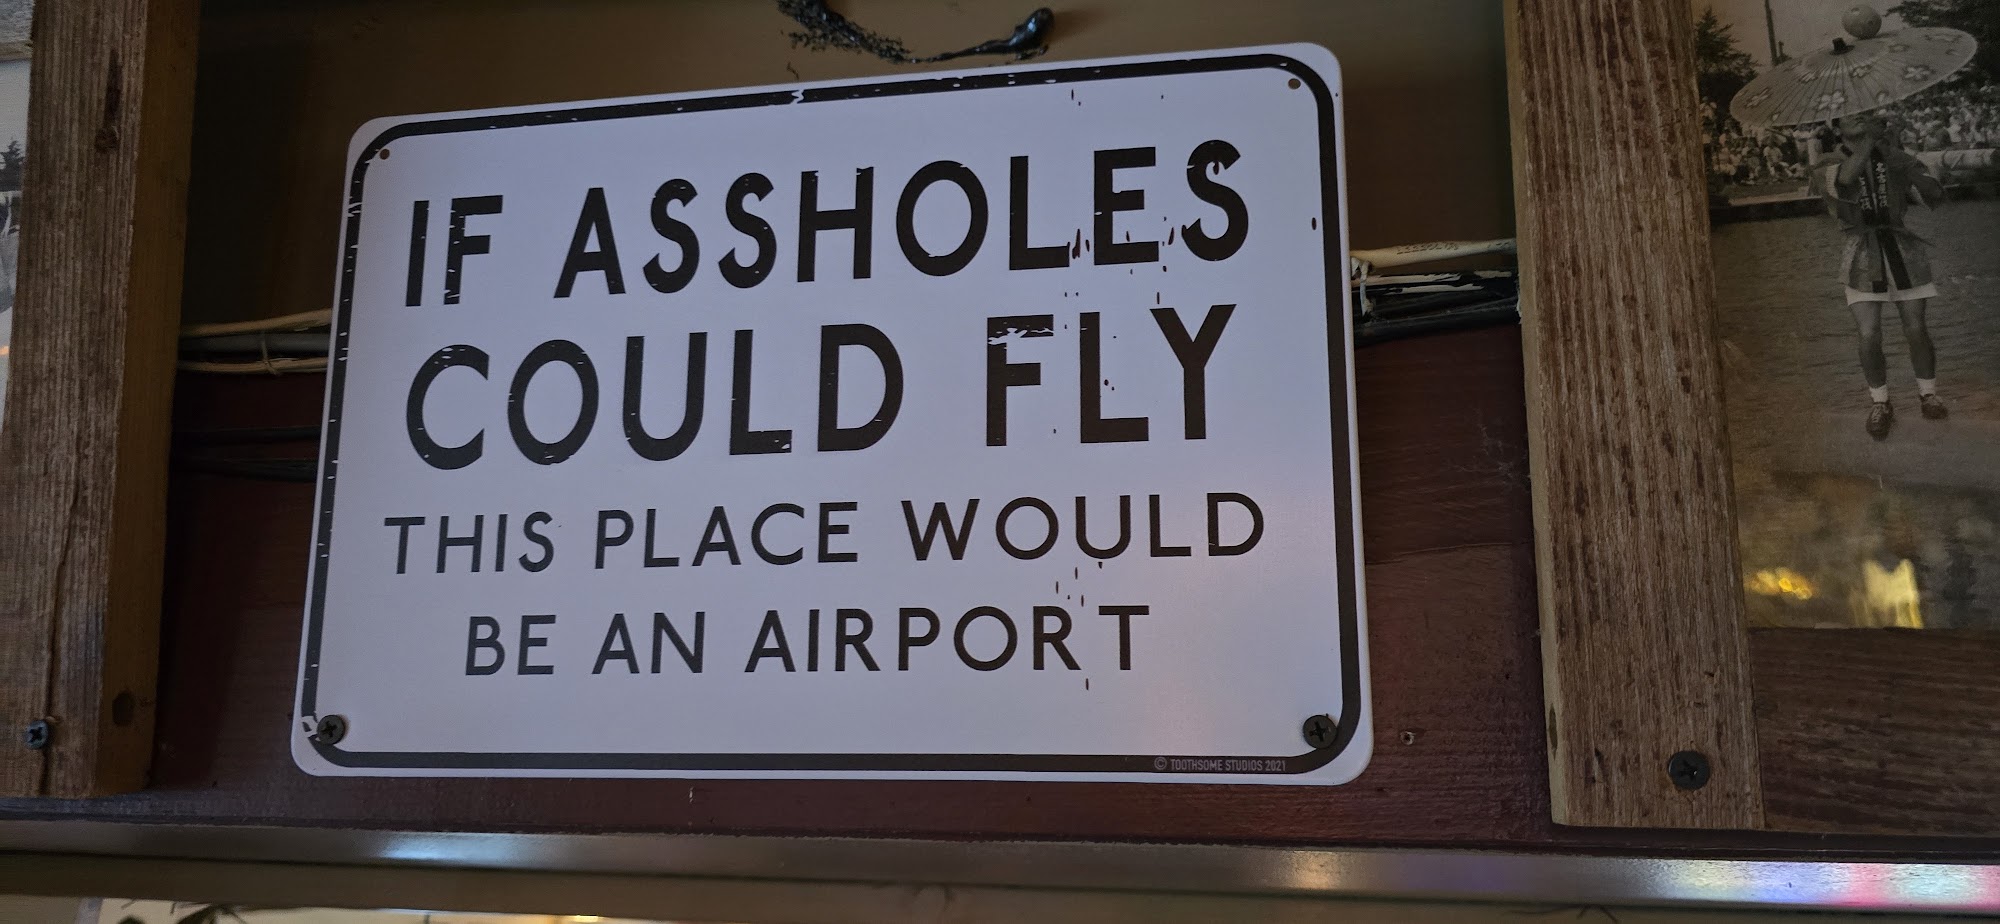 IF ASSHOLES
COULD FLY
THIS PLACE WOULD
BE AN AIRPORT
© TOOTHSOME STUDIOS 2021